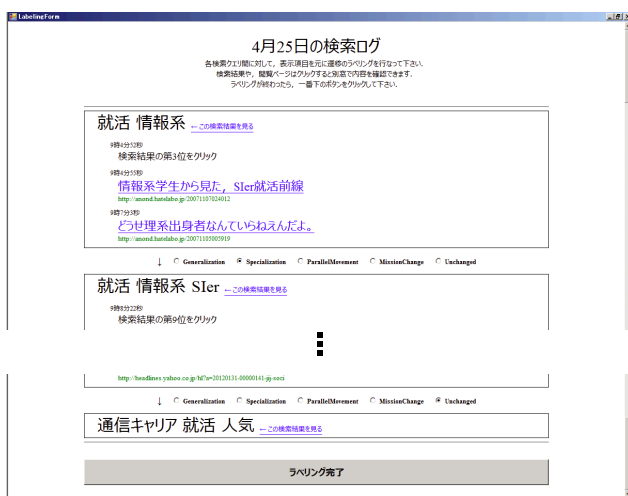 LabelingForm
4月25日の検索ログ
各検索クエリ間に対して，表示項目を元に遷移のラベリングを行なって下さい．
検索結果や，閲覧ページはクリックすると別窓で内容を確認できます．
ラベリングが終わったら，一番下のボタンをクリックして下さい．
就活 情報系 ←この検索結果を見る
9時4分52秒
検索結果の第3位をクリック
9時4分55秒
情報系学生から見た，SIer就活前線
http://anond.hatelabo.jp/20071107024012
9時7分3秒
どうせ理系出身者なんていらねえんだよ。
http://anond.hatelabo.jp/20071105005919
↓ Generalization Specialization ParallelMovement MissionChange Unchanged
就活 情報系 SIer ←この検索結果を見る
9時8分22秒
検索結果の第9位をクリック
http://headlines.yahoo.co.jp/hl?a=20120131-00000141-jij-soci
↓ Generalization Specialization ParallelMovement MissionChange Unchanged
通信キャリア 就活 人気 ←この検索結果を見る
ラベリング完了